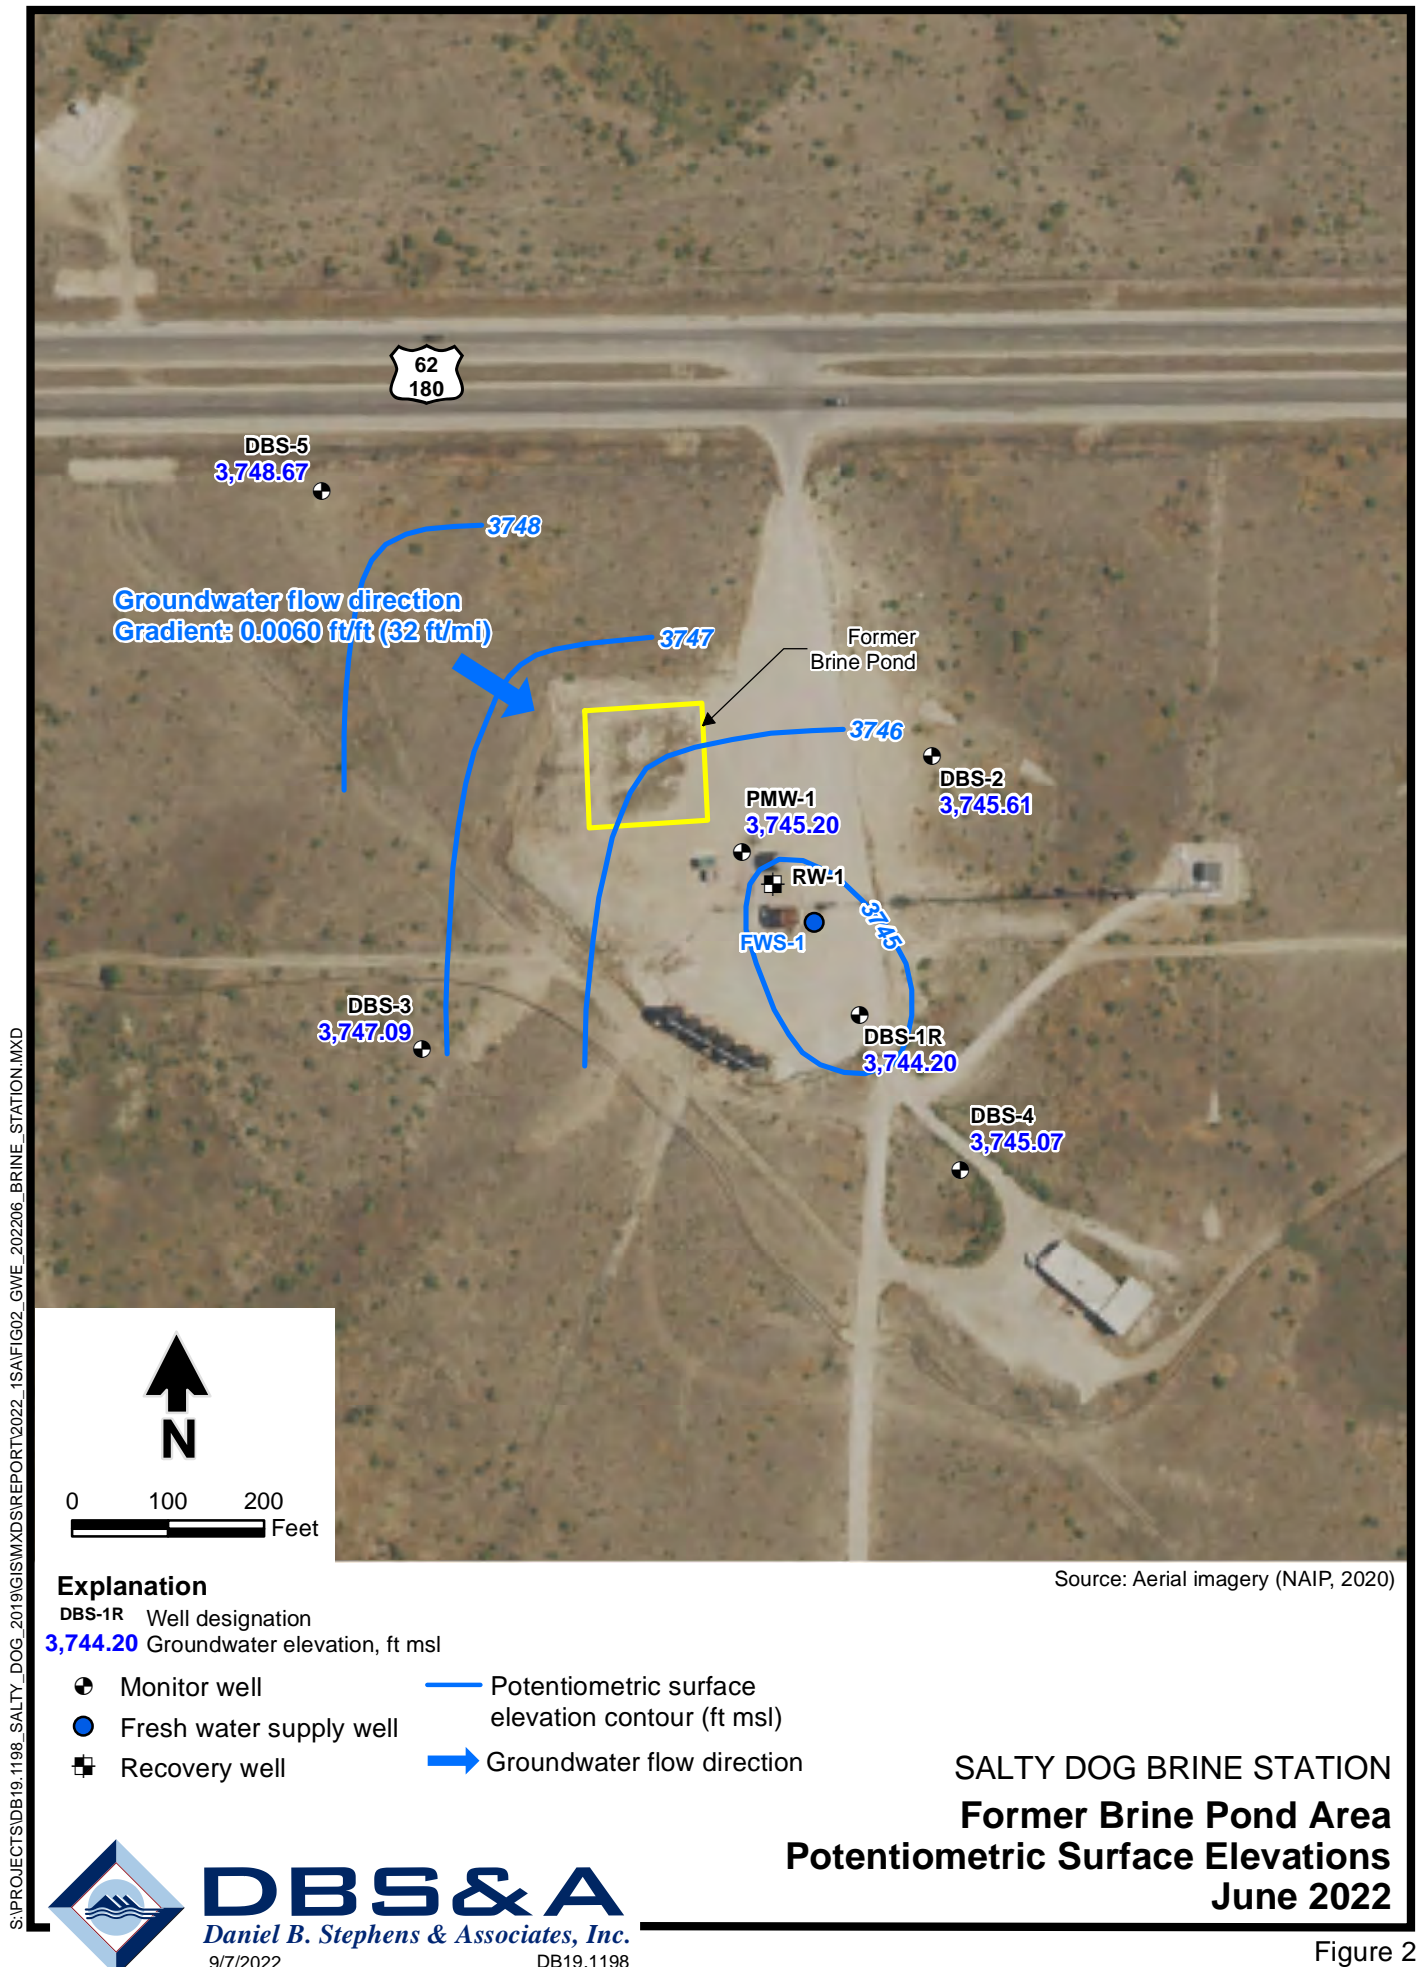 62
180
DBS-5
3,748.67
3748
Groundwater flow direction
Gradient: 0.0060 ft/ft (32 ft/mi)
3747
Former
Brine Pond
3746
DBS-2
3,745.61
PMW-1
3,745.20
RW-1
3745
FWS-1
DBS-3
3,747.09
DBS-1R
3,744.20
DBS-4
3,745.07
N
0 100 200
Feet
S:\PROJECTS\DB19.1198_SALTY_DOG_2019\GIS\MXDS\REPORT\2022_1SA\FIG02_GWE_202206_BRINE_STATION.MXD
Source: Aerial imagery (NAIP, 2020)
Explanation
DBS-1R Well designation
3,744.20 Groundwater elevation, ft msl
Monitor well
Fresh water supply well
Recovery well
Potentiometric surface
elevation contour (ft msl)
Groundwater flow direction
SALTY DOG BRINE STATION
Former Brine Pond Area
Potentiometric Surface Elevations
June 2022
DBS&A
Daniel B. Stephens & Associates, Inc.
9/7/2022 DB19.1198
Figure 2